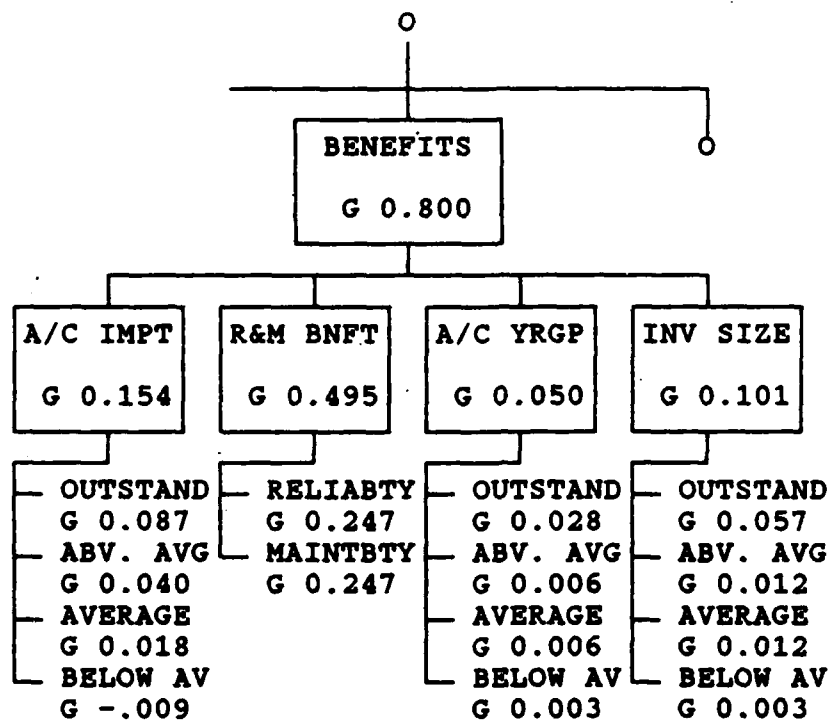 O
O
BENEFITS
G 0.800
A/C IMPT
G 0.154
R&M BNFT
G 0.495
A/C YRGP
G 0.050
INV SIZE
G 0.101
OUTSTAND
G 0.087
ABV. AVG
G 0.040
AVERAGE
G 0.018
BELOW AV
G -.009
RELIABTY
G 0.247
MAINTBTY
G 0.247
OUTSTAND
G 0.028
ABV. AVG
G 0.006
AVERAGE
G 0.006
BELOW AV
G 0.003
OUTSTAND
G 0.057
ABV. AVG
G 0.012
AVERAGE
G 0.012
BELOW AV
G 0.003